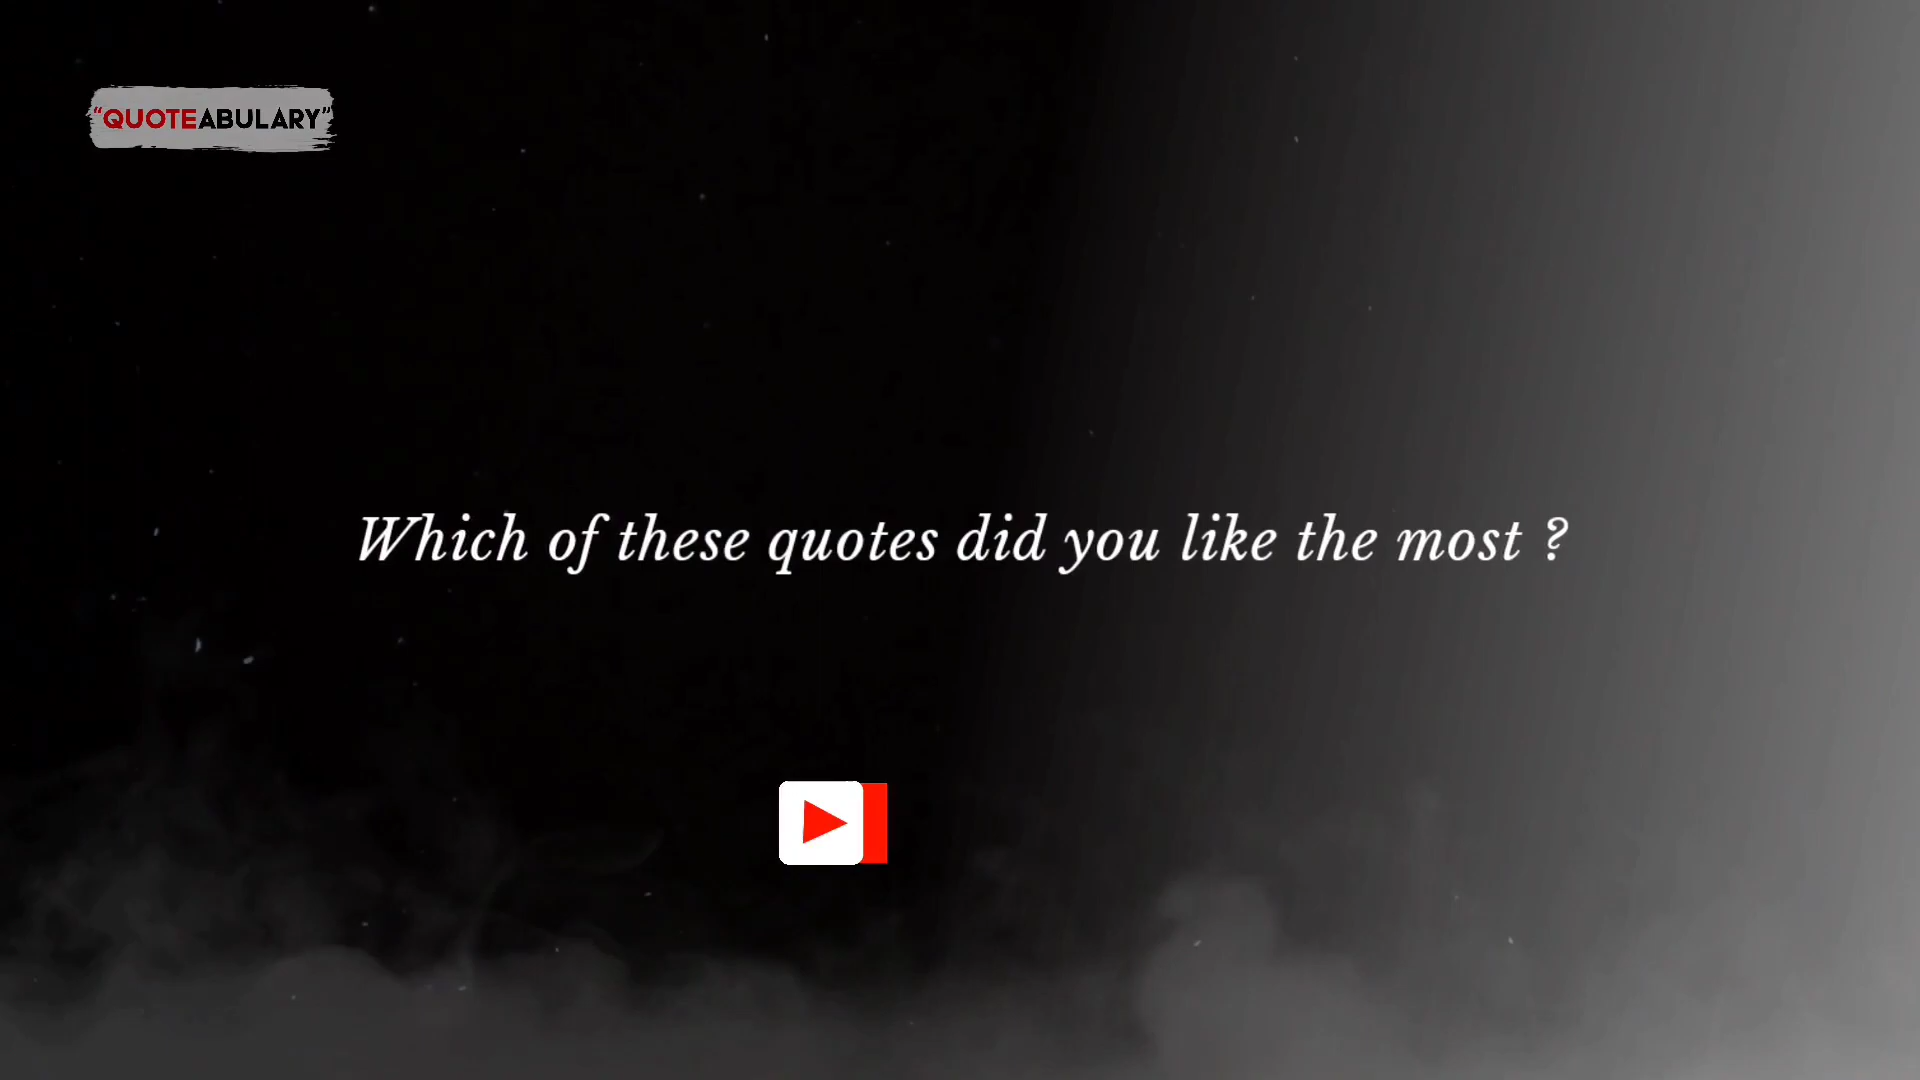 “QUOTEABULARY”
Which of these quotes did you like the most ?